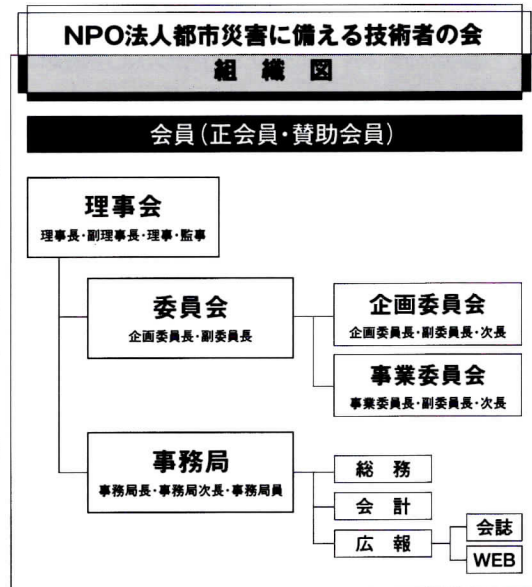 NPO法人都市災害に備える技術者の会
組織図
会員(正会員・賛助会員)
理事会
理事長・副理事長・理事・監事
委員会
企画委員長・副委員長
企画委員会
企画委員長・副委員長・次長
事業委員会
事業委員長・副委員長・次長
事務局
事務局長・事務局次長・事務局員
総務
会計
広報
会誌
WEB